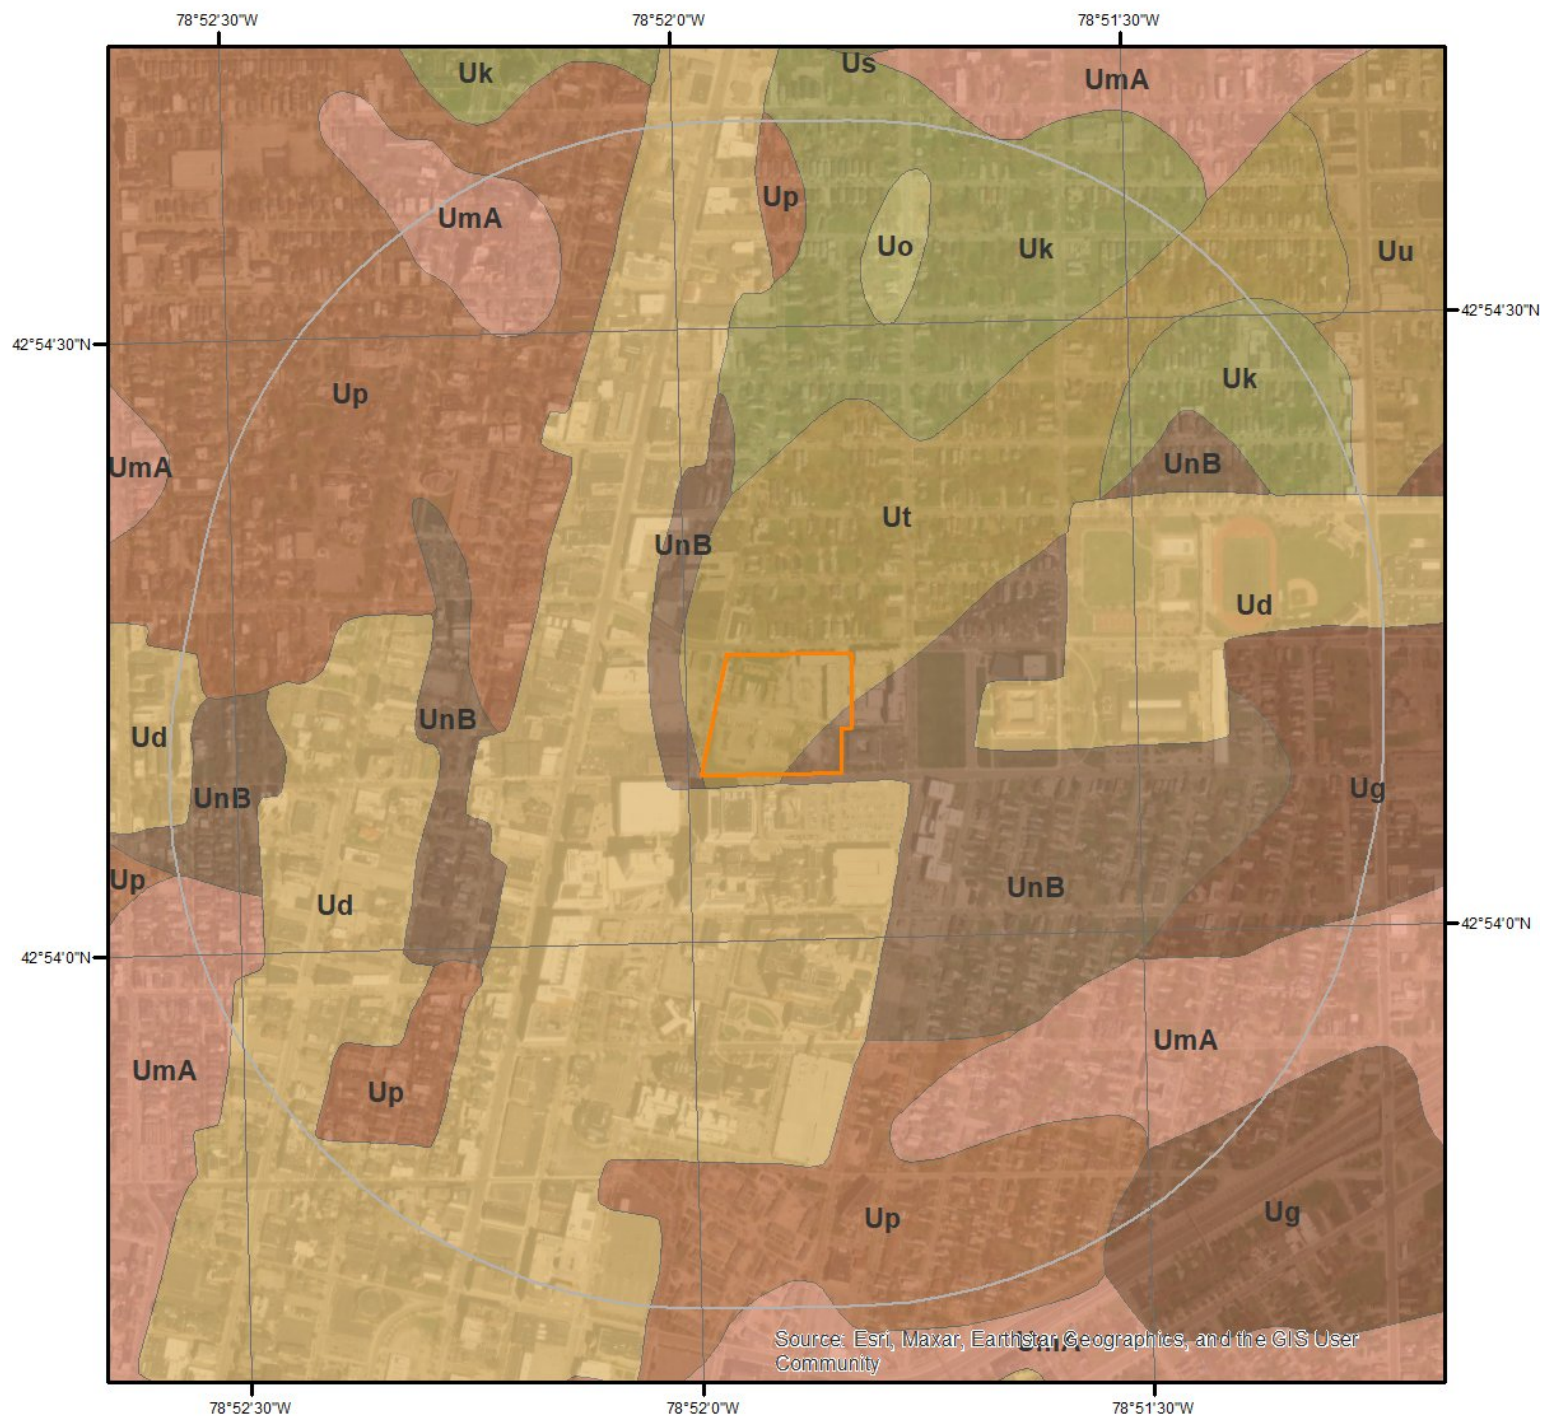 78°52'30"W
78°52'0"W
78°51'30"W
Us
Uk
UmA
Up
UmA
Uo
Uk
Uu
42°54'30"N
42°54'30"N
Uk
Up
UnB
UmA
Ut
UnB
Ud
UnB
Ud
Ug
UnB
UnB
Up
Ud
42°54'0"N
42°54'0"N
UmA
UmA
Up
Up
Ug
Source: Esri, Maxar, Earthstar Geographics, and the GIS User
Community
UmA
78°52'30"W
78°52'0"W
78°51'30"W